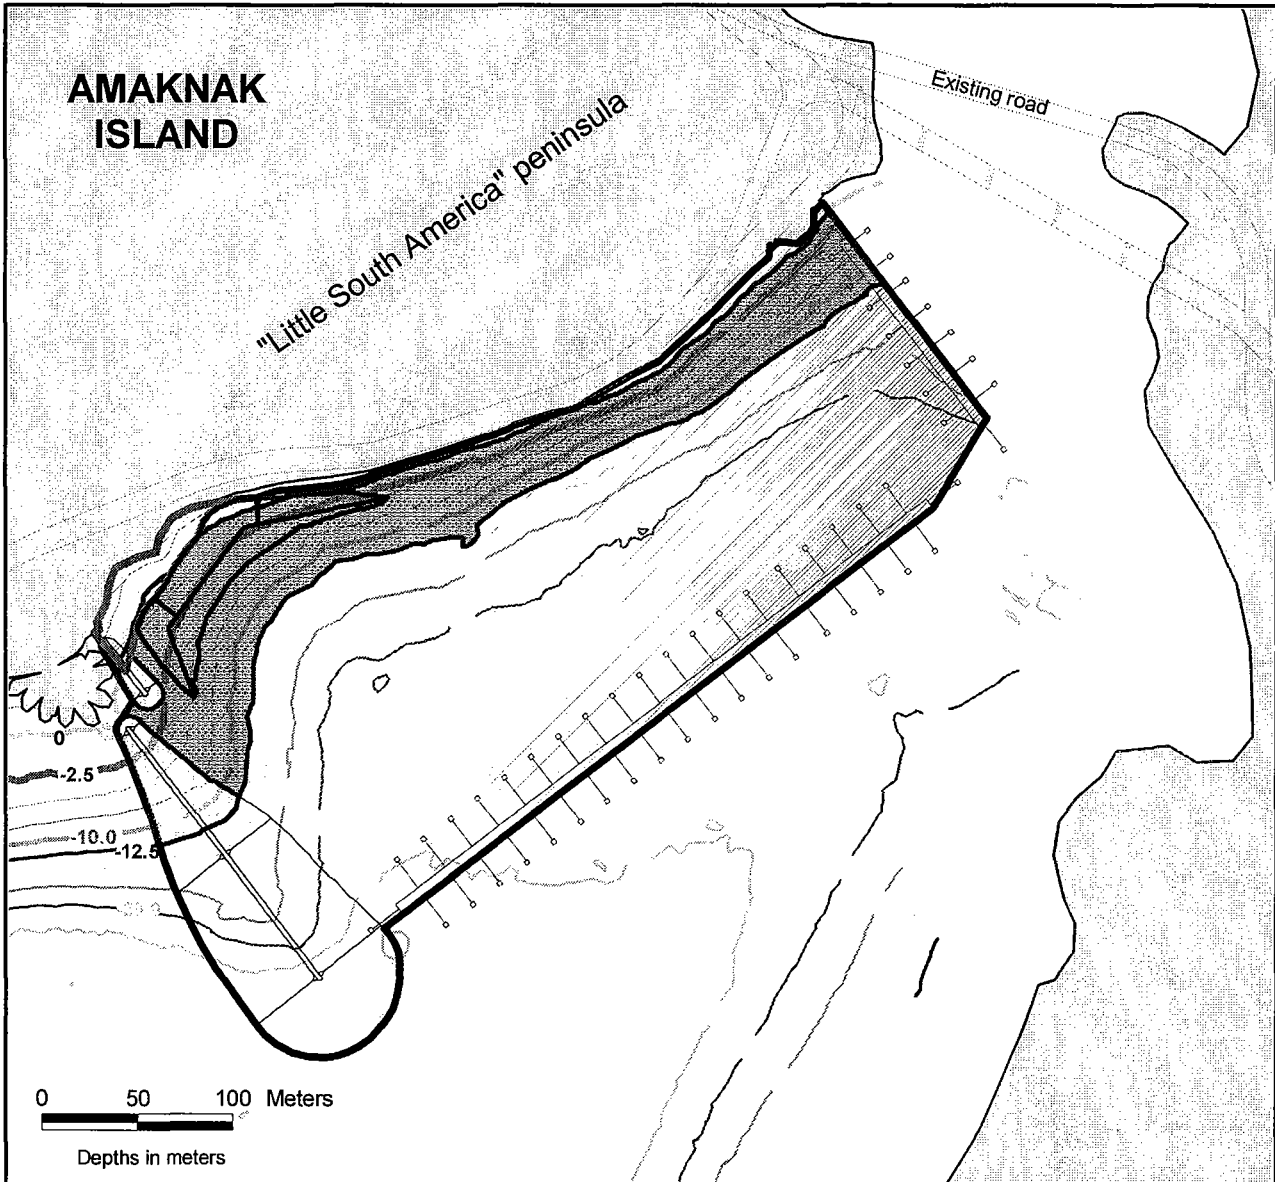 AMAKNAK
ISLAND
Existing road
"Little South America" peninsula
0
-2.5
-10.0
-12.5
0 50 100 Meters
Depths in meters